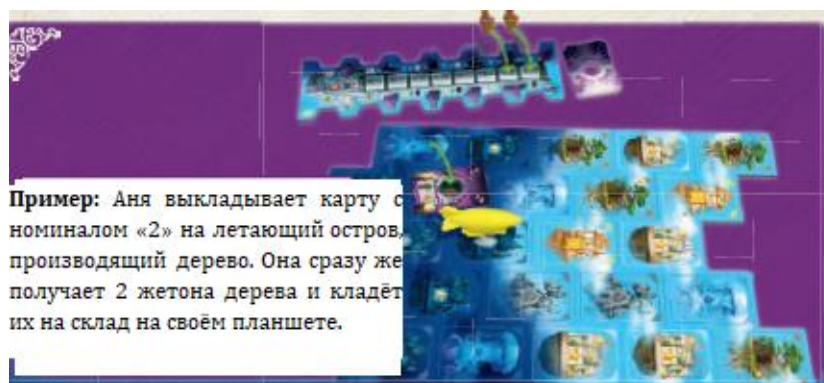 Пример: Аня выкладывает карту с
номиналом «2» на летающий остров,
производящий дерево. Она сразу же
получает 2 жетона дерева и кладёт
их на склад на своём планшете.